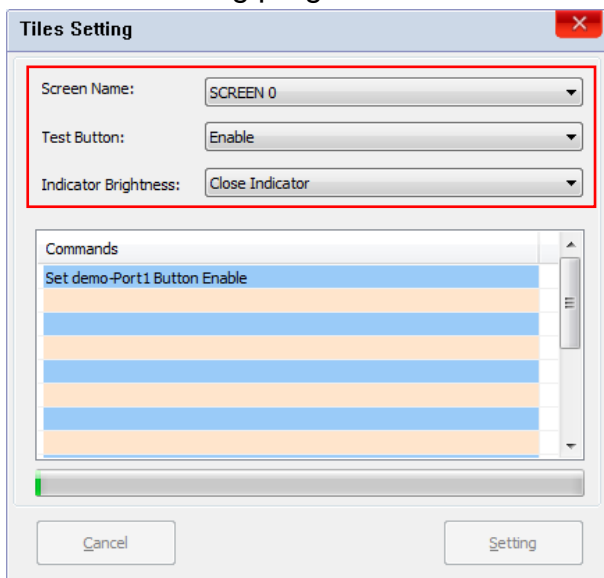 Tiles Setting
Screen Name: SCREEN 0
Test Button: Enable
Indicator Brightness: Close Indicator
Commands
Set demo-Port1 Button Enable
Cancel Setting